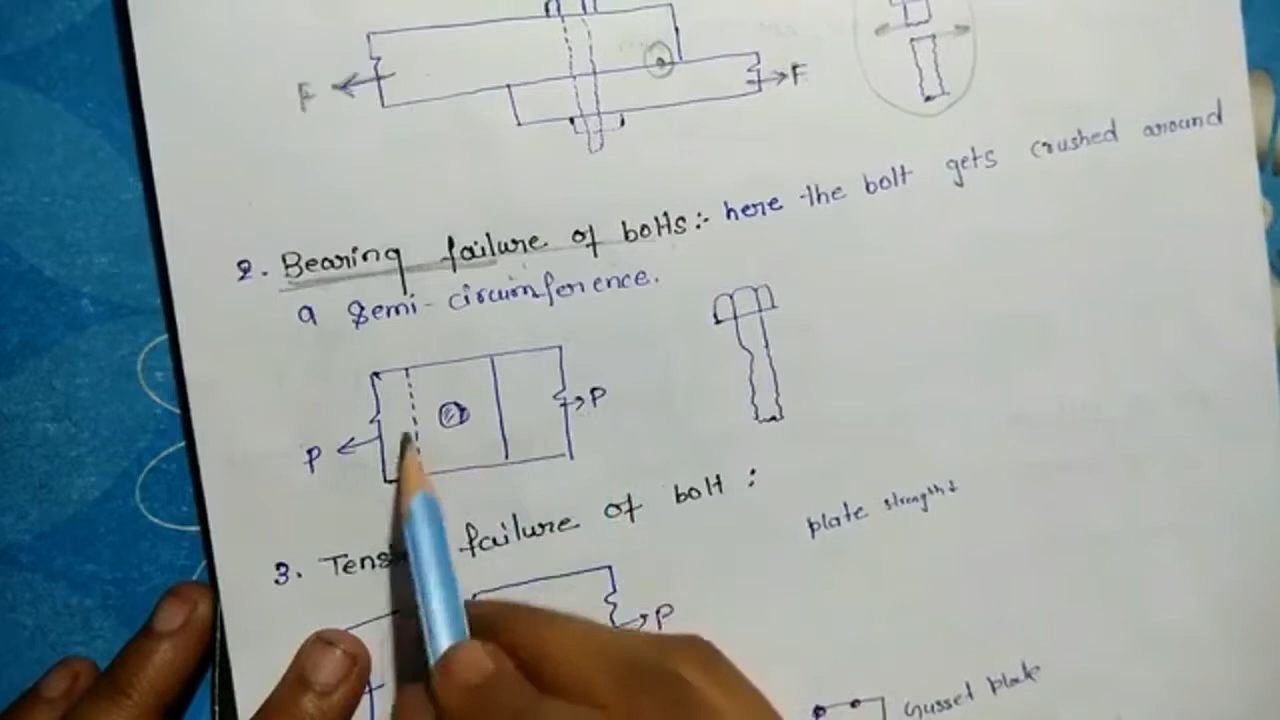 F
F
2. Bearing failure of bolts:- here the bolt gets crushed around
a semi-circumference.
P
P
3. failure of bolt :
plate strength
P
Gusset plate